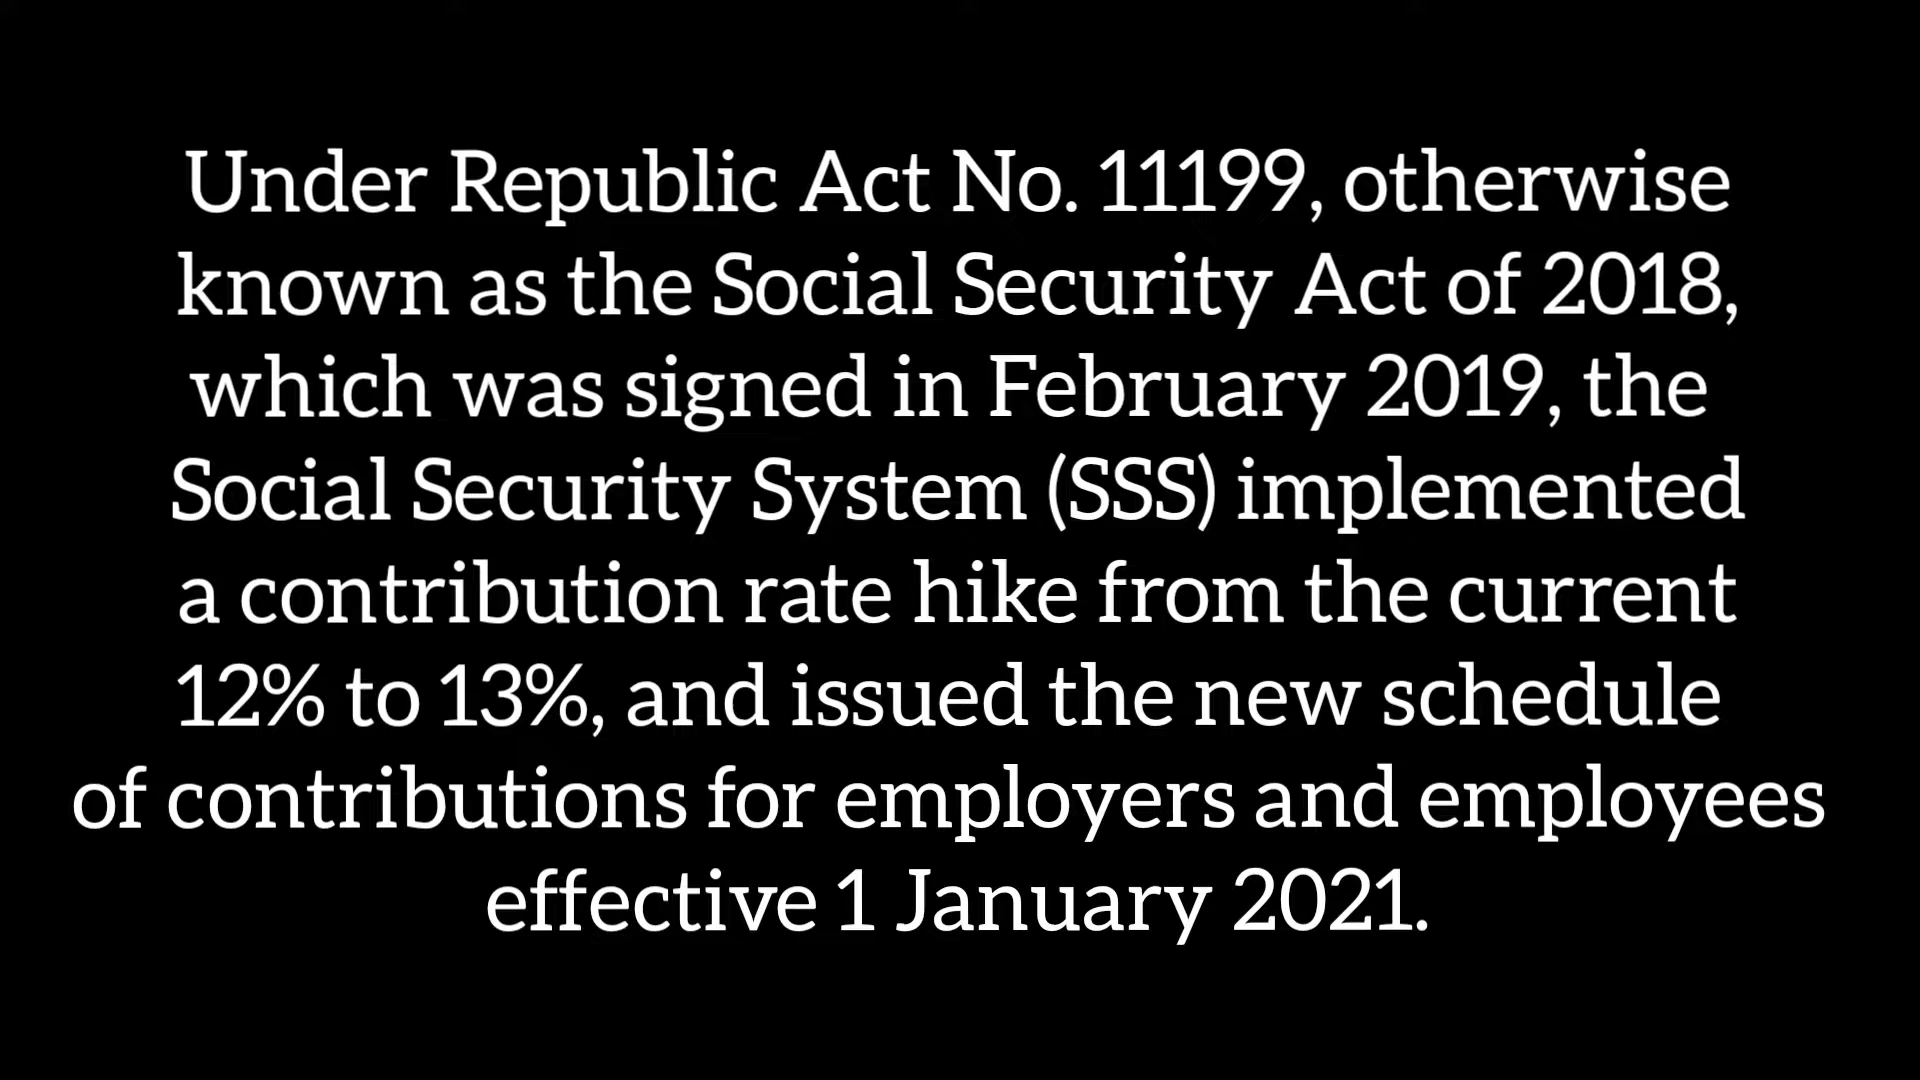 Under Republic Act No. 11199, otherwise
known as the Social Security Act of 2018,
which was signed in February 2019, the
Social Security System (SSS) implemented
a contribution rate hike from the current
12% to 13%, and issued the new schedule
of contributions for employers and employees
effective 1 January 2021.